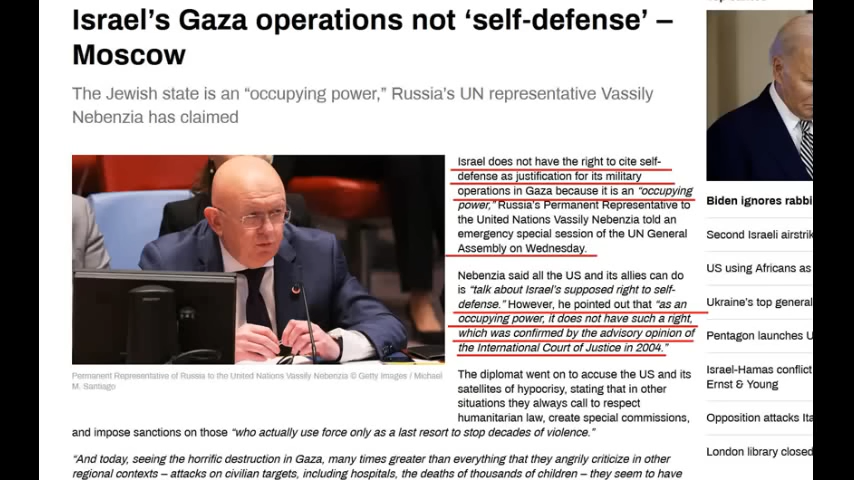 Israel's Gaza operations not ‘self-defense’ –
Moscow
The Jewish state is an “occupying power,” Russia's UN representative Vassily
Nebenzia has claimed
Israel does not have the right to cite self-
defense as justification for its military
operations in Gaza because it is an “occupying
power,” Russia's Permanent Representative to
the United Nations Vassily Nebenzia told an
emergency special session of the UN General
Assembly on Wednesday.
Nebenzia said all the US and its allies can do
is “talk about Israel's supposed right to self-
defense.” However, he pointed out that “as an
occupying power, it does not have such a right,
which was confirmed by the advisory opinion of
the International Court of Justice in 2004.”
Permanent Representative of Russia to the United Nations Vassily Nebenzia © Getty Images / Michael
M. Santiago
The diplomat went on to accuse the US and its
satellites of hypocrisy, stating that in other
situations they always call to respect
humanitarian law, create special commissions,
and impose sanctions on those “who actually use force only as a last resort to stop decades of violence.”
“And today, seeing the horrific destruction in Gaza, many times greater than everything that they angrily criticize in other
regional contexts – attacks on civilian targets, including hospitals, the deaths of thousands of children – they seem to have
Biden ignores rabbi
Second Israeli airstrik
US using Africans as
Ukraine's top general
Pentagon launches U
Israel-Hamas conflict
Ernst & Young
Opposition attacks Ita
London library closed